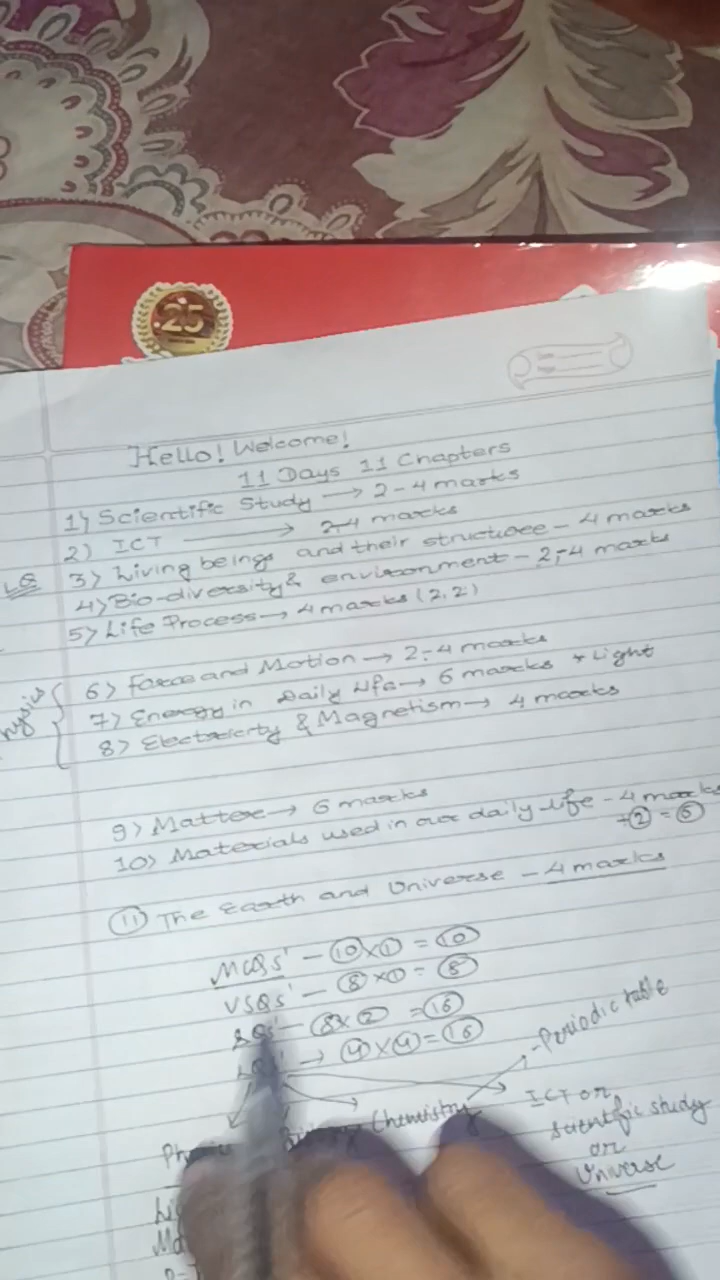 25
Hello! Welcome!
11 Days 11 Chapters
1) Scientific Study → 2-4 marks
2) ICT → 2-4 marks
3) Living beings and their structure - 4 marks
4) Bio-diversity & environment - 2-4 marks
5) Life Process → 4 marks (2,2)
6) Force and Motion → 2-4 marks
7) Energy in Daily life → 6 marks + Light
8) Electricity & Magnetism → 4 marks
9) Matter → 6 marks
10) Materials used in our daily life - 4 marks
+ 2 =
11 The Earth and Universe - 4 marks
MCQs' - 10 × 1 = 10
VSQs' - 8 × 1 = 8
8 × 2 = 16
→ 4 × 4 = 16
- Periodic table
Chemistry
ICT or
scientific study
or
Universe